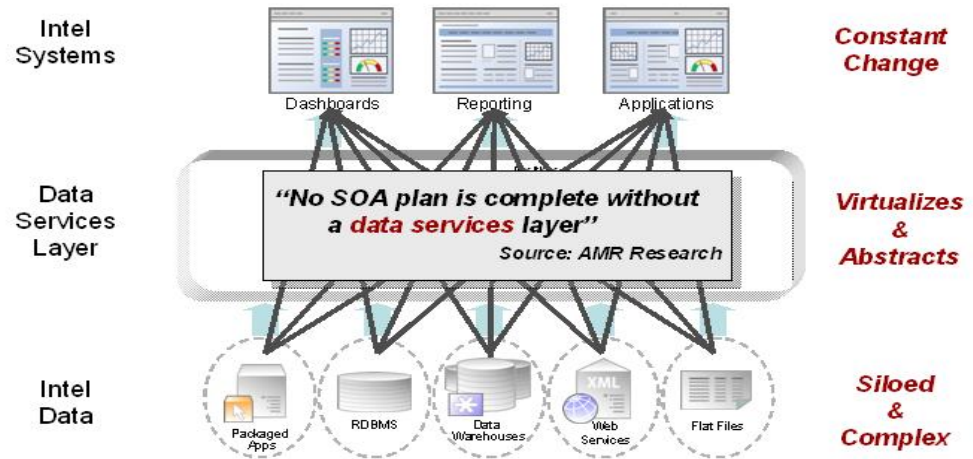 Intel
Systems
Constant
Change
Dashboards
Reporting
Applications
Data
Services
Layer
“No SOA plan is complete without
a data services layer”
Source: AMR Research
Virtualizes
&
Abstracts
Intel
Data
Packaged
Apps
RDBMS
Data
Warehouses
XML
Web
Services
Flat Files
Siloed
&
Complex